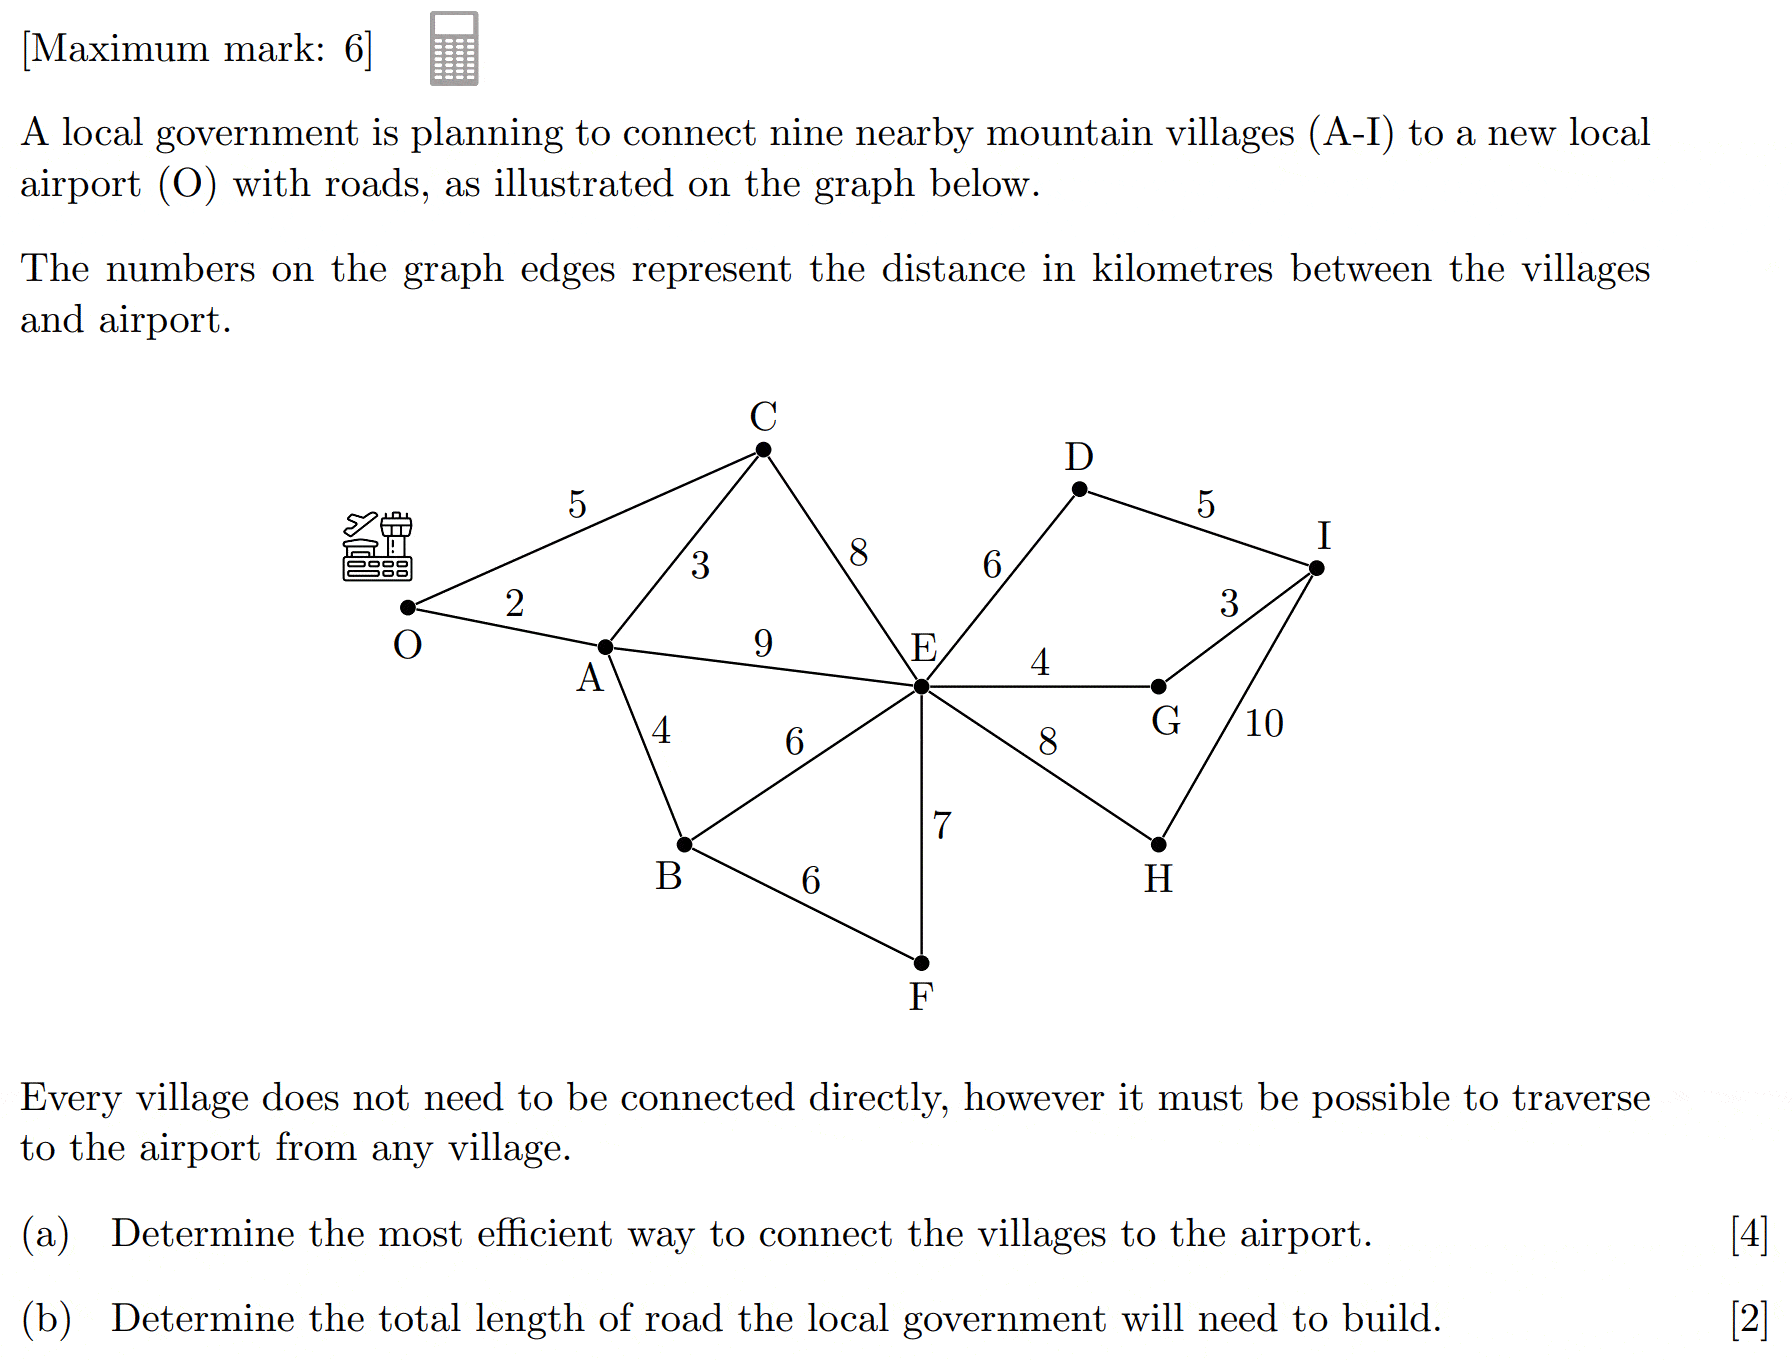 [Maximum mark: 6]
A local government is planning to connect nine nearby mountain villages (A-I) to a new local
airport (O) with roads, as illustrated on the graph below.
The numbers on the graph edges represent the distance in kilometres between the villages
and airport.
C
D
5
5
I
8
3
6
2
3
O
9
E
4
A
G
4
6
8
10
7
B
6
H
F
Every village does not need to be connected directly, however it must be possible to traverse
to the airport from any village.
(a) Determine the most efficient way to connect the villages to the airport. [4]
(b) Determine the total length of road the local government will need to build. [2]